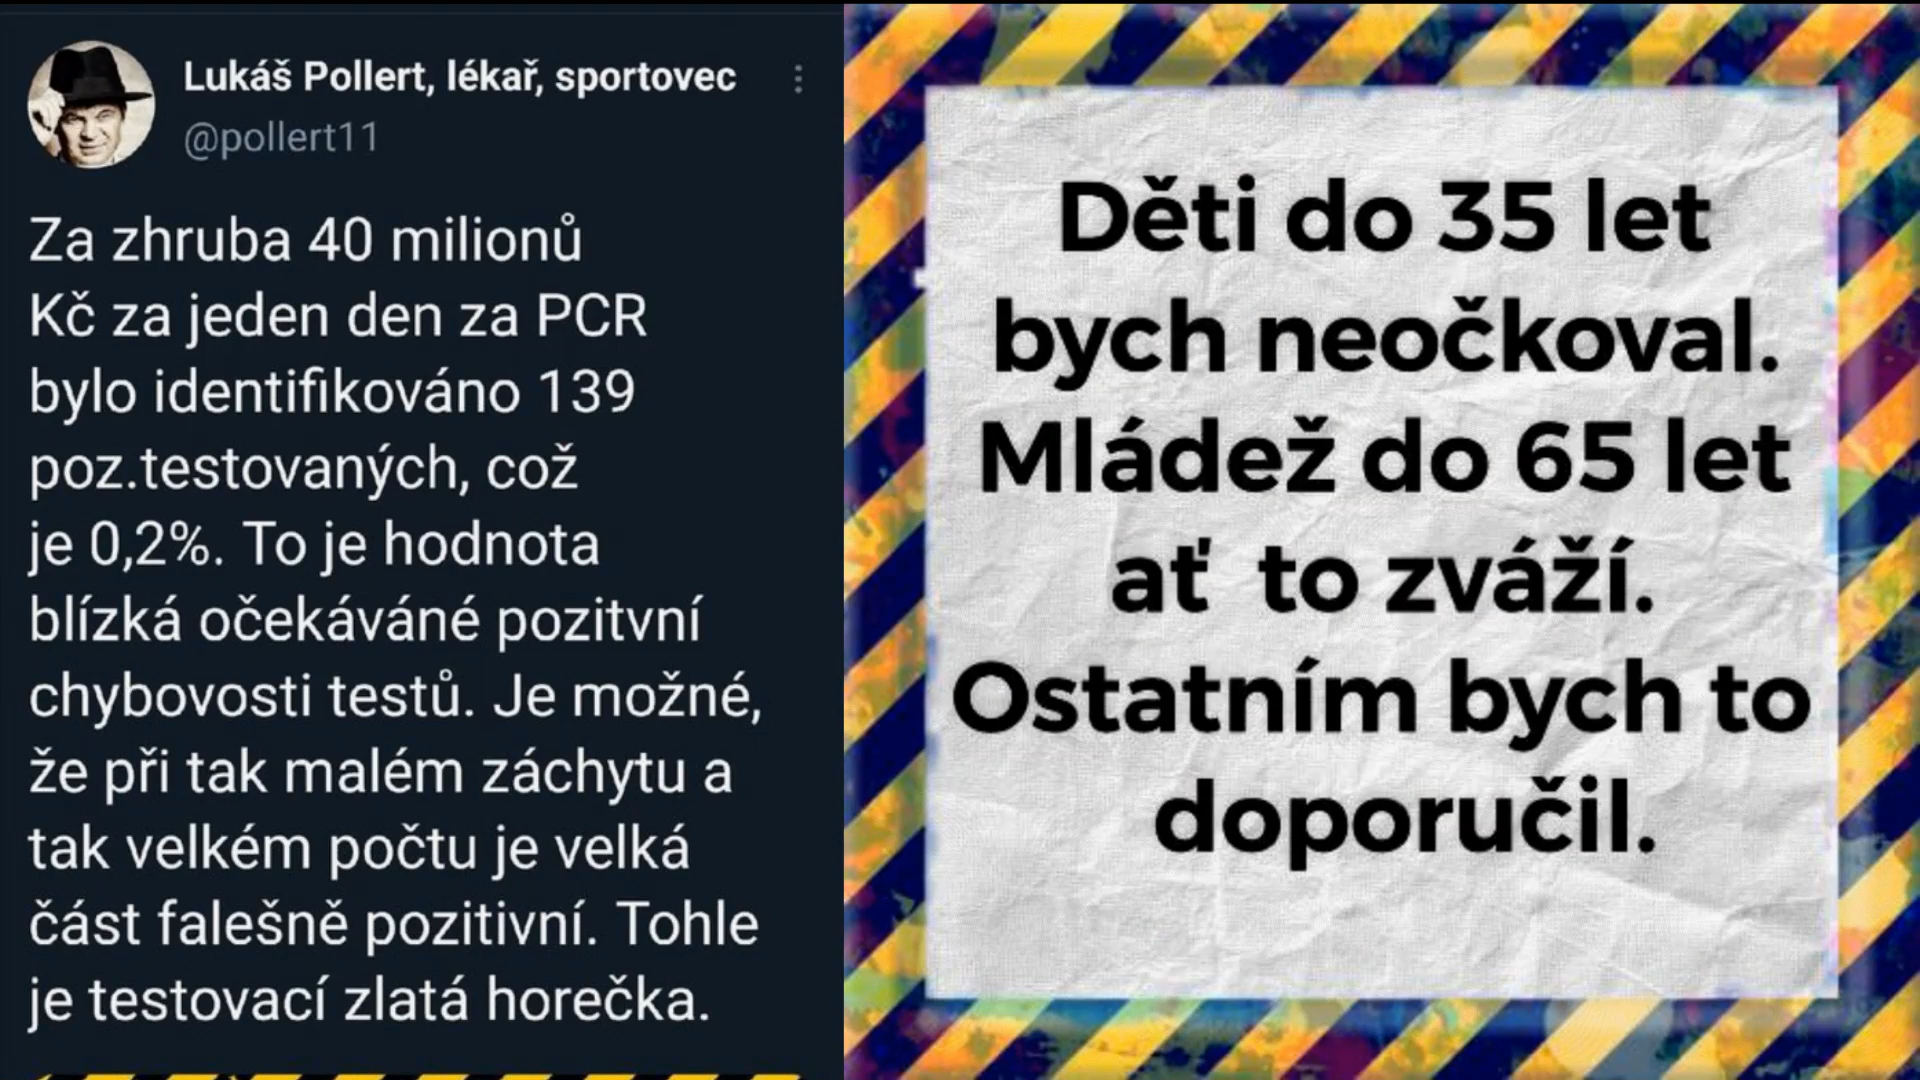 Lukáš Pollert, lékař, sportovec
@pollert11
Za zhruba 40 milionů
Kč za jeden den za PCR
bylo identifikováno 139
poz.testovaných, což
je 0,2%. To je hodnota
blízká očekáváné pozitvní
chybovosti testů. Je možné,
že při tak malém záchytu a
tak velkém počtu je velká
část falešně pozitivní. Tohle
je testovací zlatá horečka.
Děti do 35 let
bych neočkoval.
Mládež do 65 let
ať to zváží.
Ostatním bych to
doporučil.